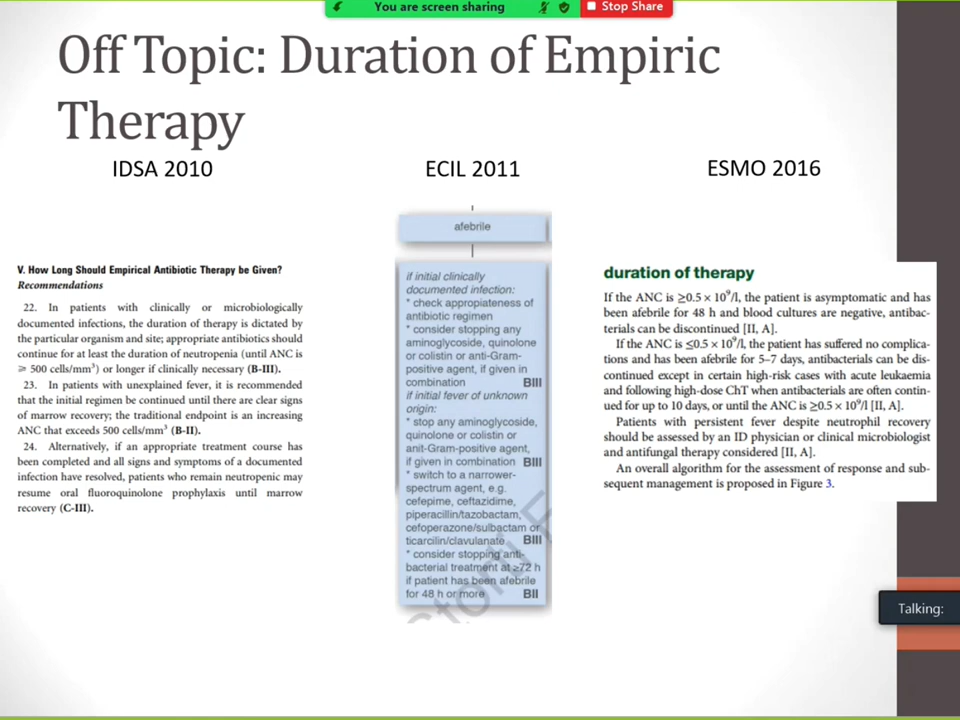 You are screen sharing
Stop Share
Off Topic: Duration of Empiric
Therapy
IDSA 2010
ECIL 2011
ESMO 2016
V. How Long Should Empirical Antibiotic Therapy be Given?
Recommendations
22. In patients with clinically or microbiologically
documented infections, the duration of therapy is dictated by
the particular organism and site; appropriate antibiotics should
continue for at least the duration of neutropenia (until ANC is
≥ 500 cells/mm³) or longer if clinically necessary (B-III).
23. In patients with unexplained fever, it is recommended
that the initial regimen be continued until there are clear signs
of marrow recovery; the traditional endpoint is an increasing
ANC that exceeds 500 cells/mm³ (B-II).
24. Alternatively, if an appropriate treatment course has
been completed and all signs and symptoms of a documented
infection have resolved, patients who remain neutropenic may
resume oral fluoroquinolone prophylaxis until marrow
recovery (C-III).
afebrile
if initial clinically
documented infection:
* check appropiateness of
antibiotic regimen
* consider stopping any
aminoglycoside, quinolone
or colistin or anti-Gram-
positive agent, if given in
combination BIII
if initial fever of unknown
origin:
* stop any aminoglycoside,
quinolone or colistin or
anit-Gram-positive agent,
if given in combination BIII
* switch to a narrower-
spectrum agent, e.g.
cefepime, ceftazidime,
piperacillin/tazobactam,
cefoperazone/sulbactam or
ticarcilin/clavulanate BIII
* consider stopping anti-
bacterial treatment at ≥72 h
if patient has been afebrile
for 48 h or more BII
duration of therapy
If the ANC is ≥0.5 × 10⁹/l, the patient is asymptomatic and has
been afebrile for 48 h and blood cultures are negative, antibac-
terials can be discontinued [II, A].
If the ANC is ≤0.5 × 10⁹/l, the patient has suffered no complica-
tions and has been afebrile for 5–7 days, antibacterials can be dis-
continued except in certain high-risk cases with acute leukaemia
and following high-dose ChT when antibacterials are often contin-
ued for up to 10 days, or until the ANC is ≥0.5 × 10⁹/l [II, A].
Patients with persistent fever despite neutrophil recovery
should be assessed by an ID physician or clinical microbiologist
and antifungal therapy considered [II, A].
An overall algorithm for the assessment of response and sub-
sequent management is proposed in Figure 3.
Talking: